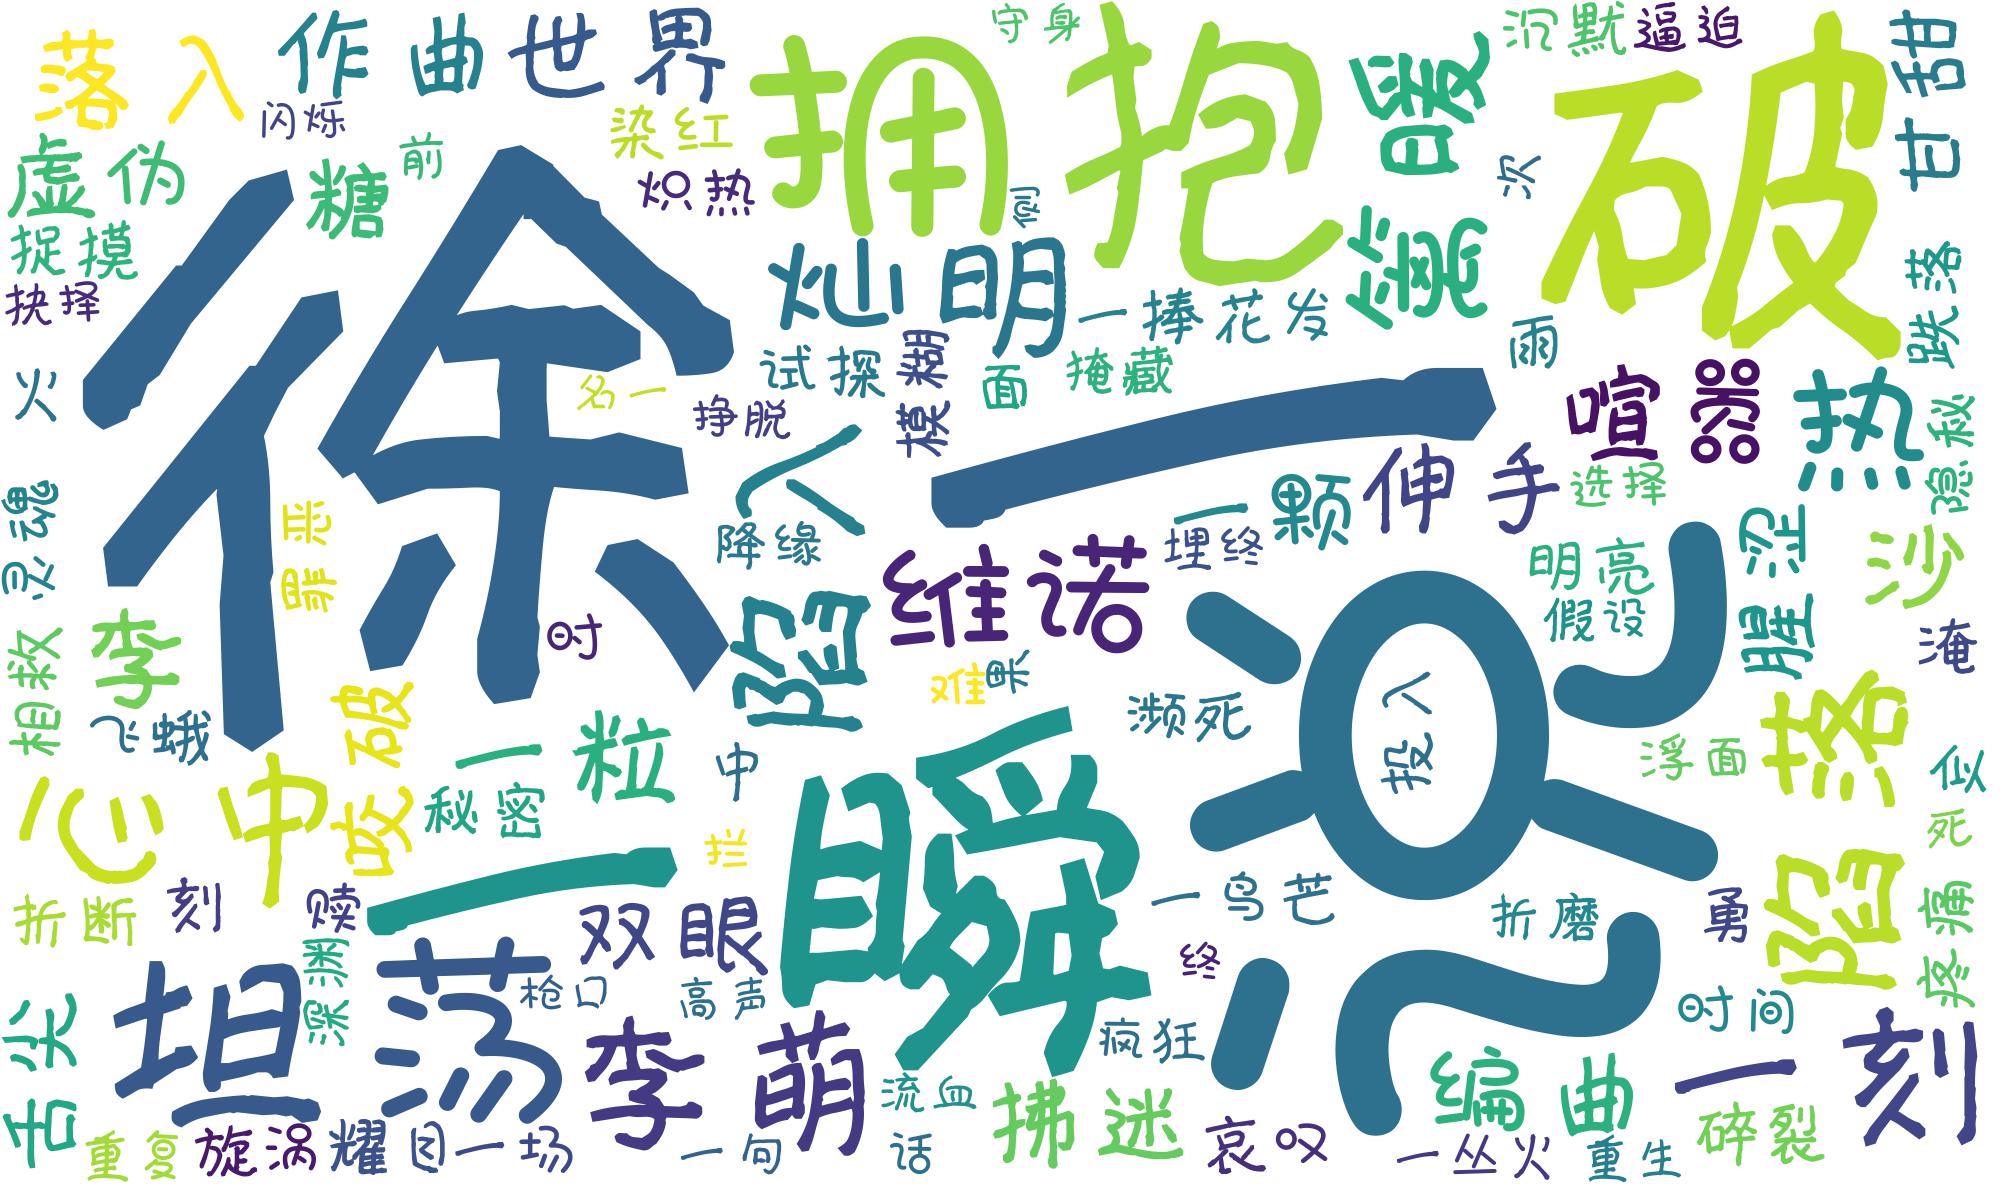 落入
作曲
世界
守身
拥抱
暖
沉默
逼迫
破
甘甜
闪烁
染红
虚伪
糖
前
炽热
侧
次
捉摸
徐一
灿明
抉择
一捧
花发
雨
跌落
试探
模糊
面
掩藏
火
名一
挣脱
入
喧嚣
热
隐秘
一颗
伸手
选择
灵魂
罪恶
降缘
维诺
埋终
明亮
腥涩
沙
假设
李
时
陷
相救
难
果
淹
飞蛾
咬破
濒死
投入
落
一粒
中
浮面
似
心中
秘密
一瞬
拦
死
折断
刻
赎
双眼
一鸟
芒
折磨
勇
陷
疼痛
深渊
坦荡
枪口
高声
终
时间
舌尖
李萌
疯狂
一刻
流血
拂
迷
编曲
碎裂
重复
旋涡
耀目
一场
一句
话
哀叹
一丛
火
重生